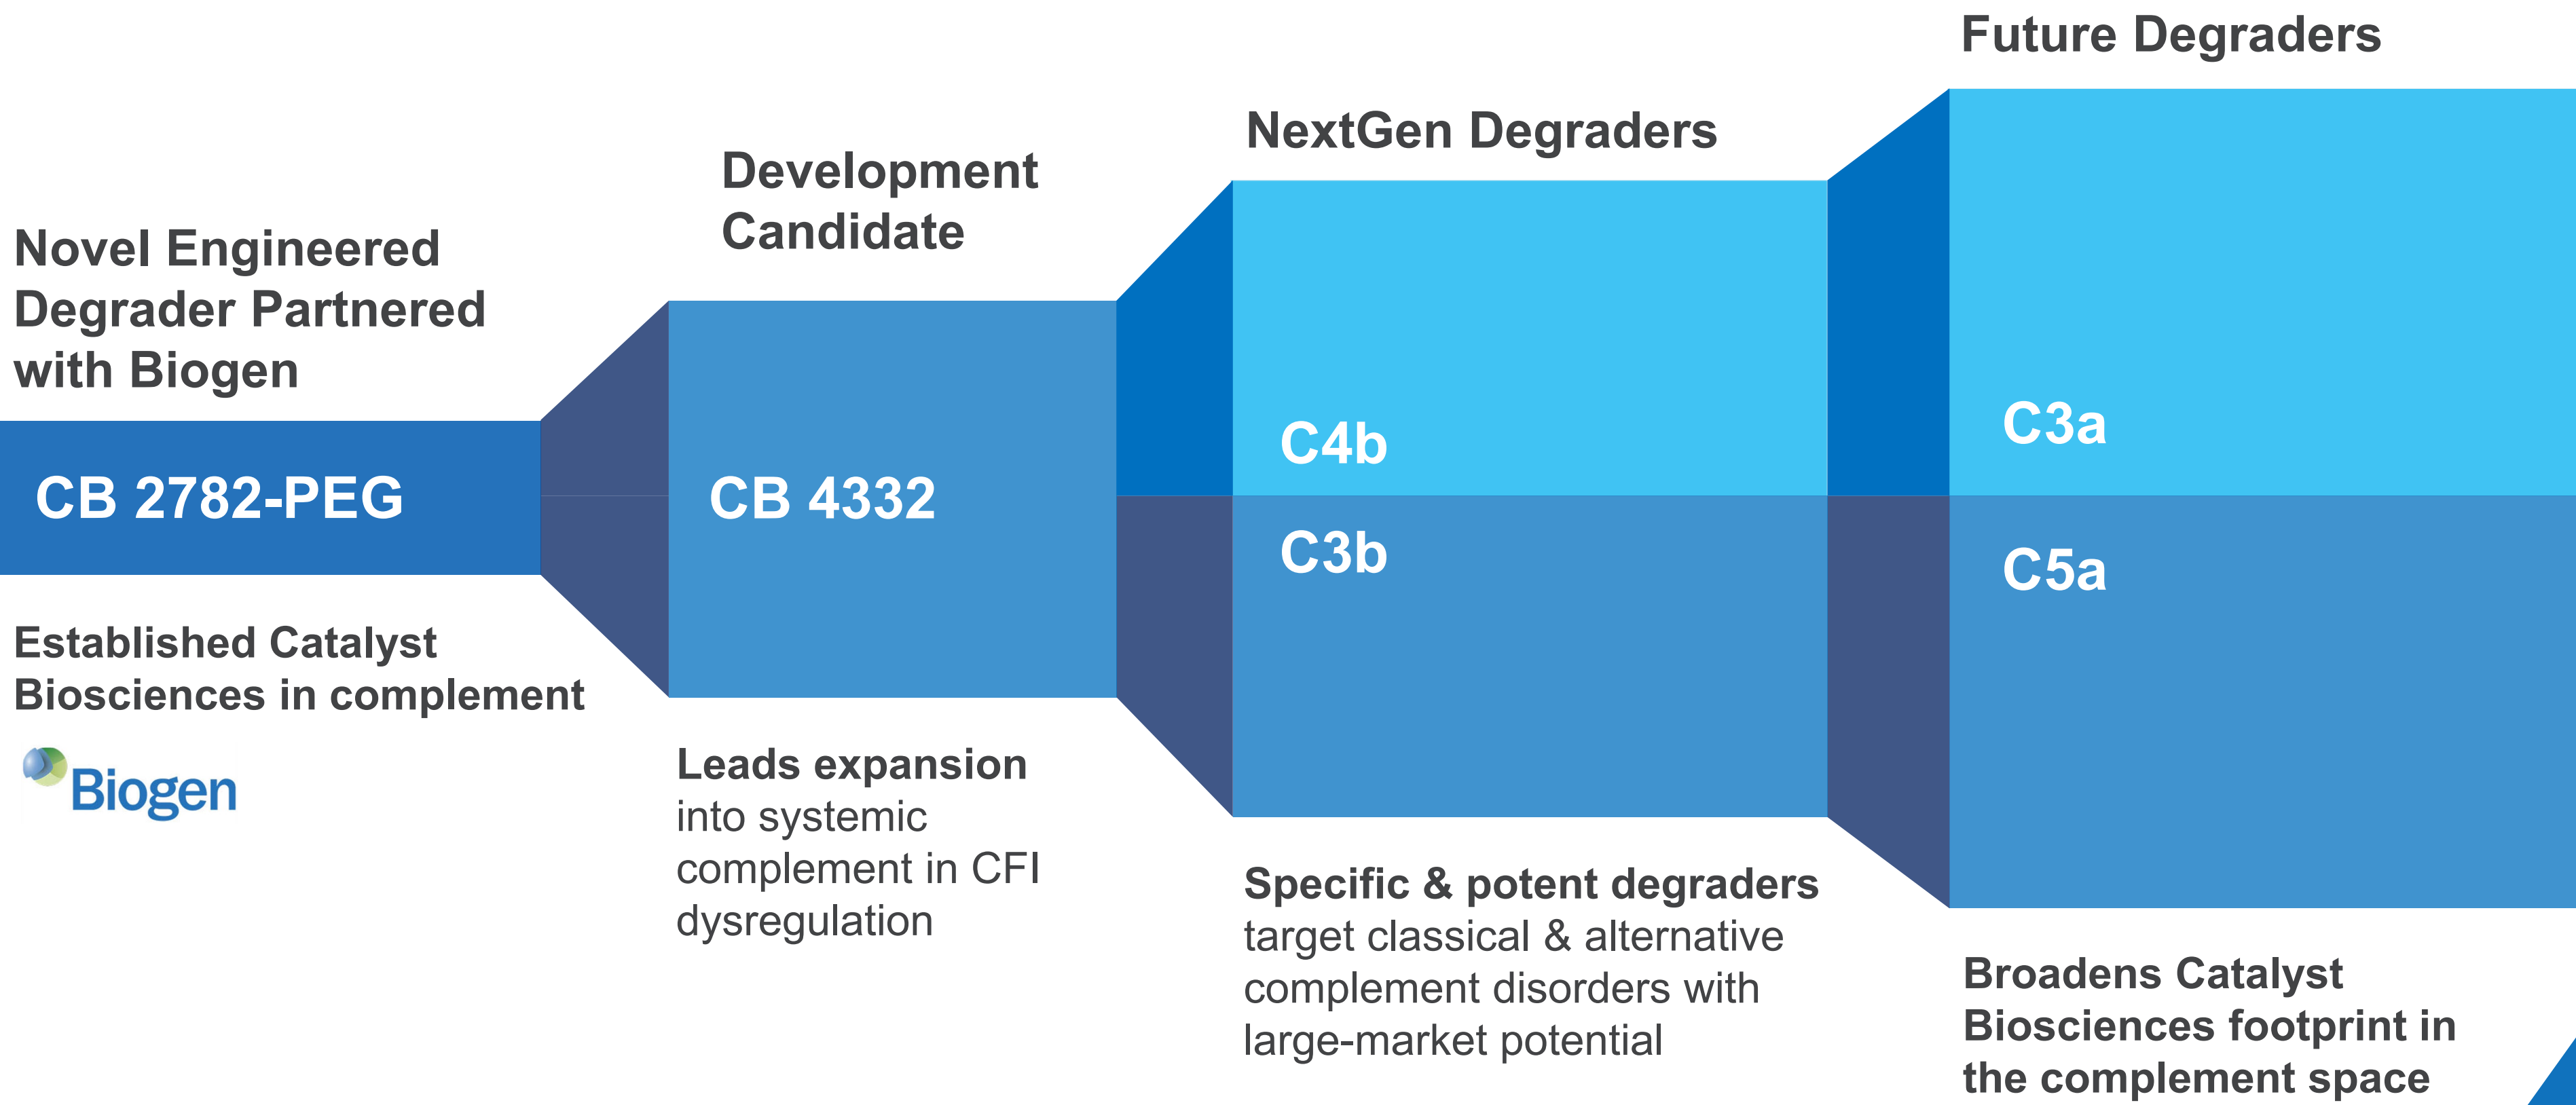 Novel Engineered
Degrader Partnered
with Biogen
CB 2782-PEG
Established Catalyst
Biosciences in complement
Biogen
Development
Candidate
CB 4332
Leads expansion
into systemic
complement in CFI
dysregulation
NextGen Degraders
C4b
C3b
Specific & potent degraders
target classical & alternative
complement disorders with
large-market potential
Future Degraders
C3a
C5a
Broadens Catalyst
Biosciences footprint in
the complement space